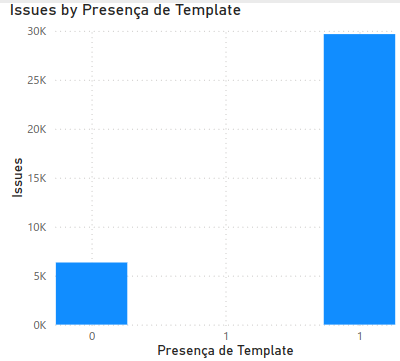 Issues by Presença de Template
30K
25K
20K
15K
10K
5K
0K
Issues
0 1 1
Presença de Template